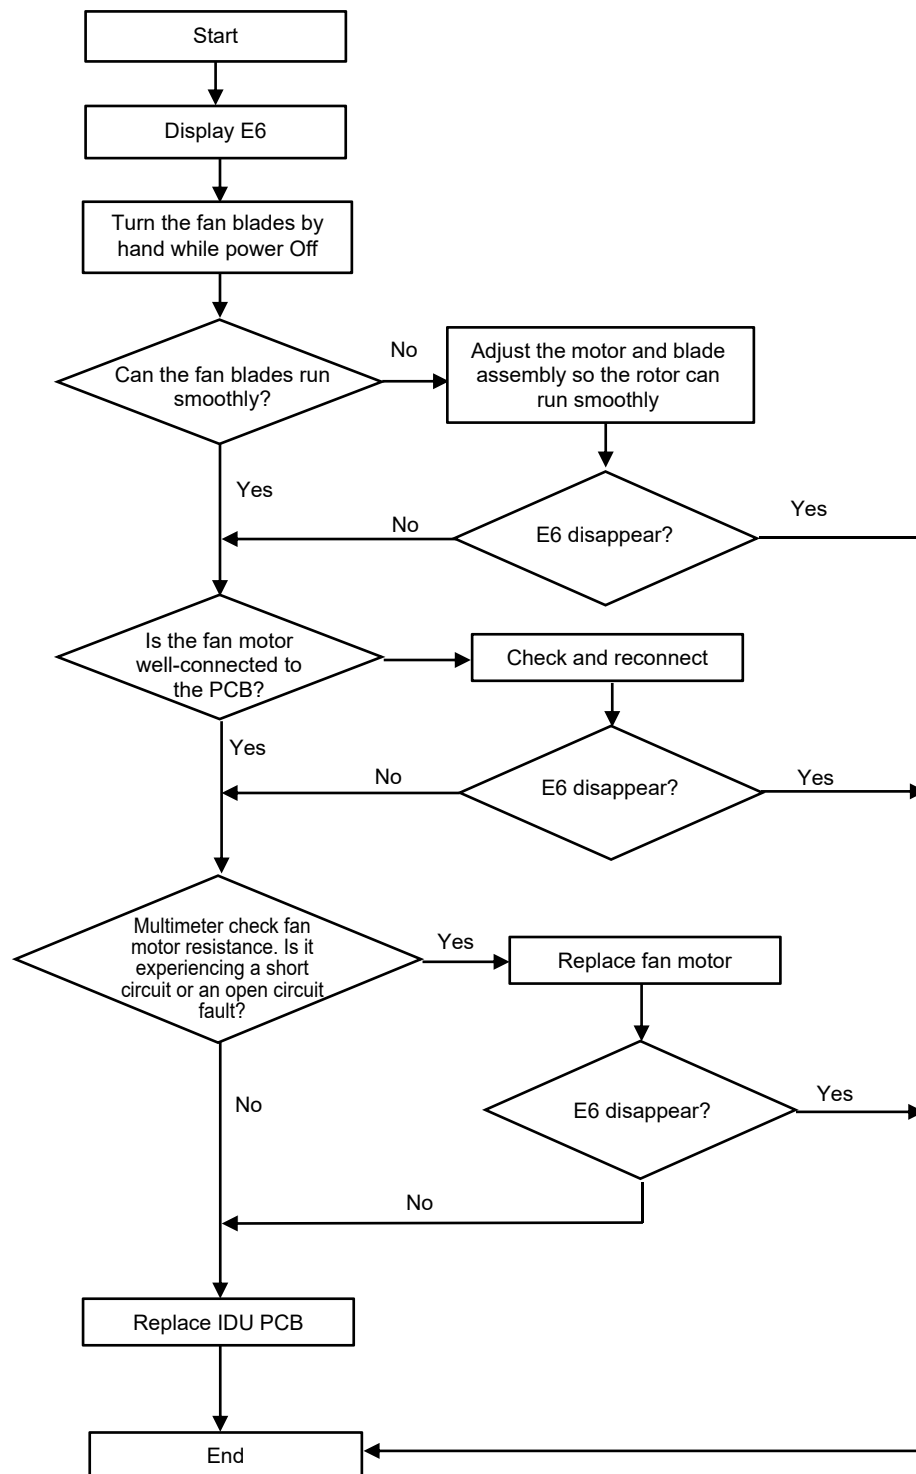 Start
Display E6
Turn the fan blades by
hand while power Off
Can the fan blades run
smoothly?
No
Adjust the motor and blade
assembly so the rotor can
run smoothly
Yes
No
E6 disappear?
Yes
Is the fan motor
well-connected to
the PCB?
Check and reconnect
Yes
No
E6 disappear?
Yes
Multimeter check fan
motor resistance. Is it
experiencing a short
circuit or an open circuit
fault?
Yes
Replace fan motor
No
E6 disappear?
Yes
No
Replace IDU PCB
End